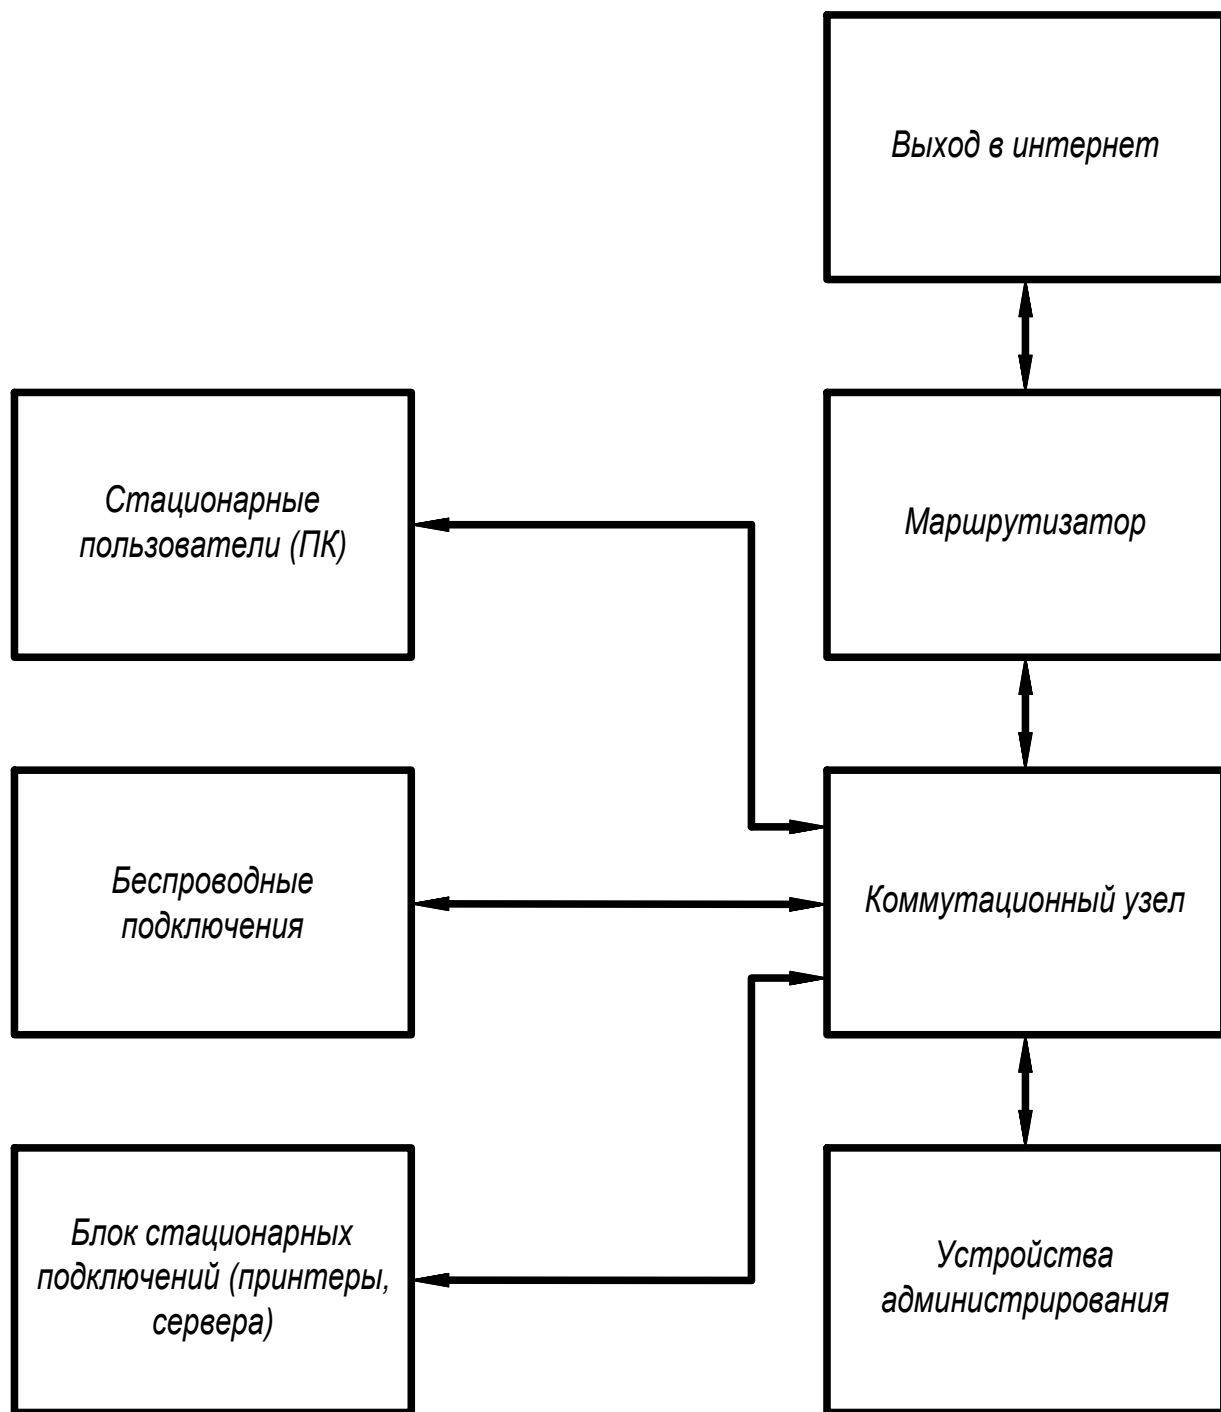 Выход в интернет
Стационарные
пользователи (ПК)
Маршрутизатор
Беспроводные
подключения
Коммутационный узел
Блок стационарных
подключений (принтеры,
сервера)
Устройства
администрирования